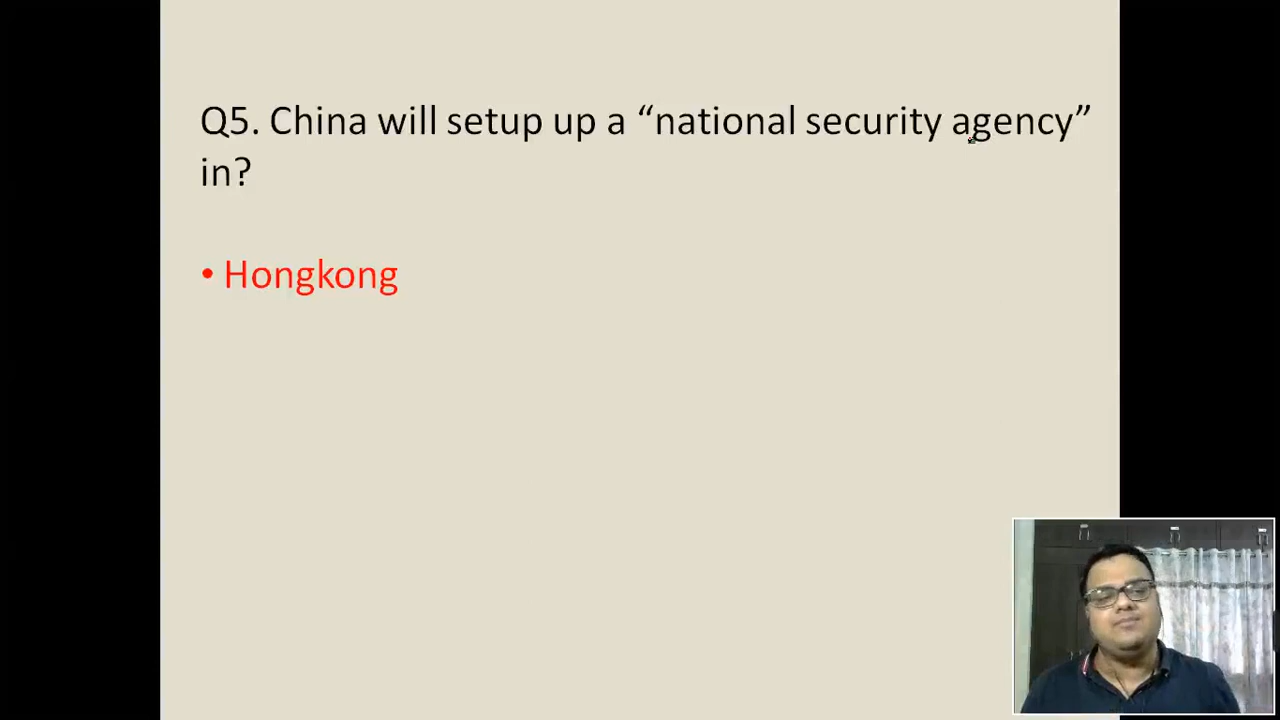 Q5. China will setup up a “national security agency”
in?
• Hongkong